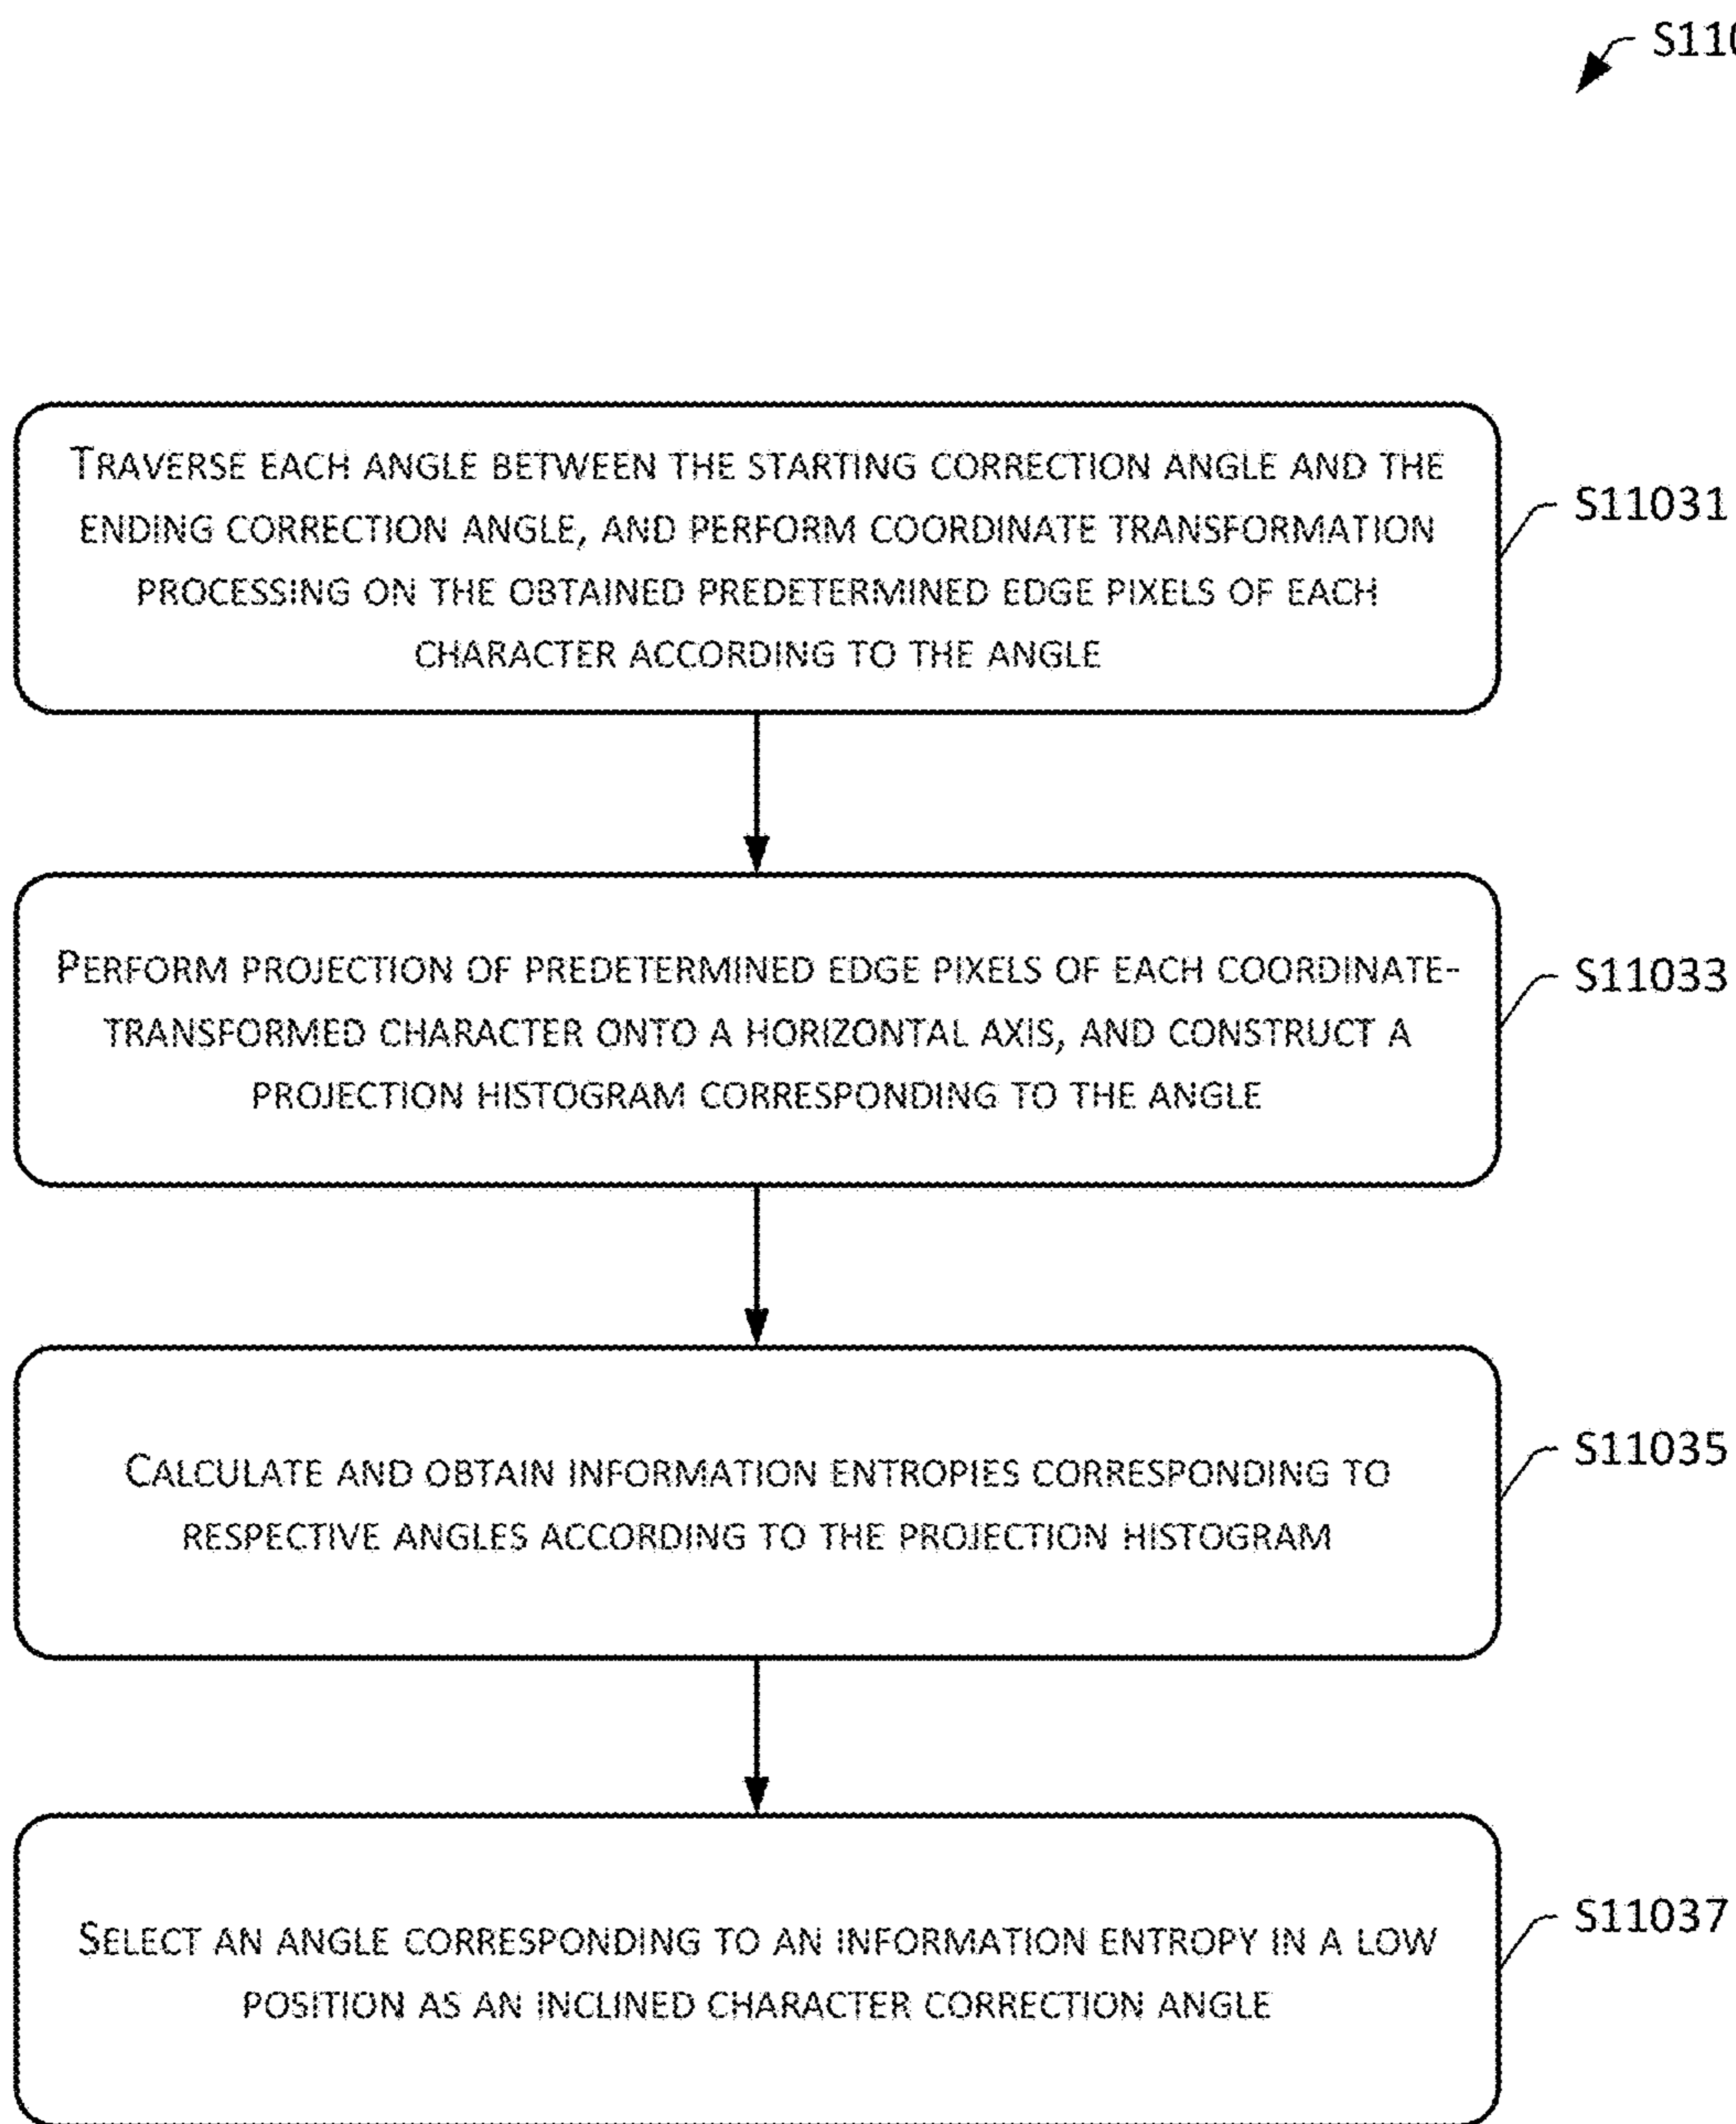 S110
TRAVERSE EACH ANGLE BETWEEN THE STARTING CORRECTION ANGLE AND THE
ENDING CORRECTION ANGLE, AND PERFORM COORDINATE TRANSFORMATION
PROCESSING ON THE OBTAINED PREDETERMINED EDGE PIXELS OF EACH
CHARACTER ACCORDING TO THE ANGLE
S11031
PERFORM PROJECTION OF PREDETERMINED EDGE PIXELS OF EACH COORDINATE-
TRANSFORMED CHARACTER ONTO A HORIZONTAL AXIS, AND CONSTRUCT A
PROJECTION HISTOGRAM CORRESPONDING TO THE ANGLE
S11033
CALCULATE AND OBTAIN INFORMATION ENTROPIES CORRESPONDING TO
RESPECTIVE ANGLES ACCORDING TO THE PROJECTION HISTOGRAM
S11035
SELECT AN ANGLE CORRESPONDING TO AN INFORMATION ENTROPY IN A LOW
POSITION AS AN INCLINED CHARACTER CORRECTION ANGLE
S11037